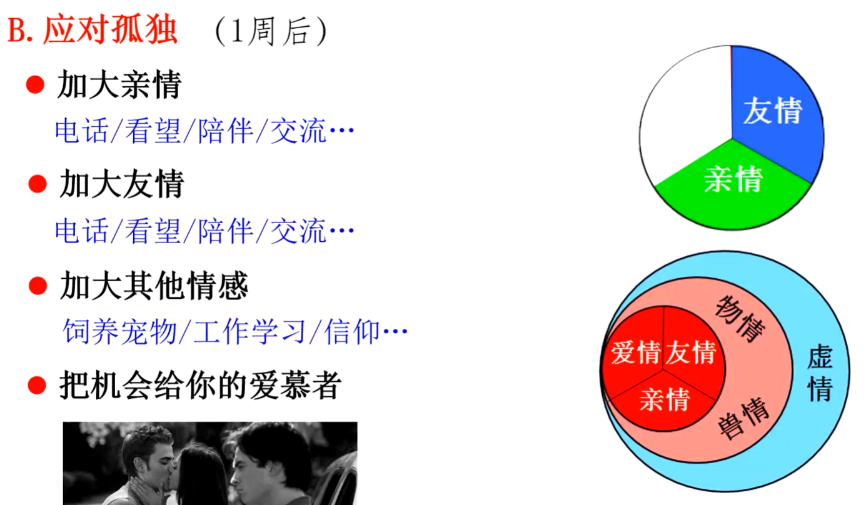 B. 应对孤独 (1周后)
加大亲情
电话/看望/陪伴/交流…
加大友情
电话/看望/陪伴/交流…
加大其他情感
饲养宠物/工作学习/信仰…
把机会给你的爱慕者
友情
亲情
物情
爱情
友情
亲情
兽情
虚情